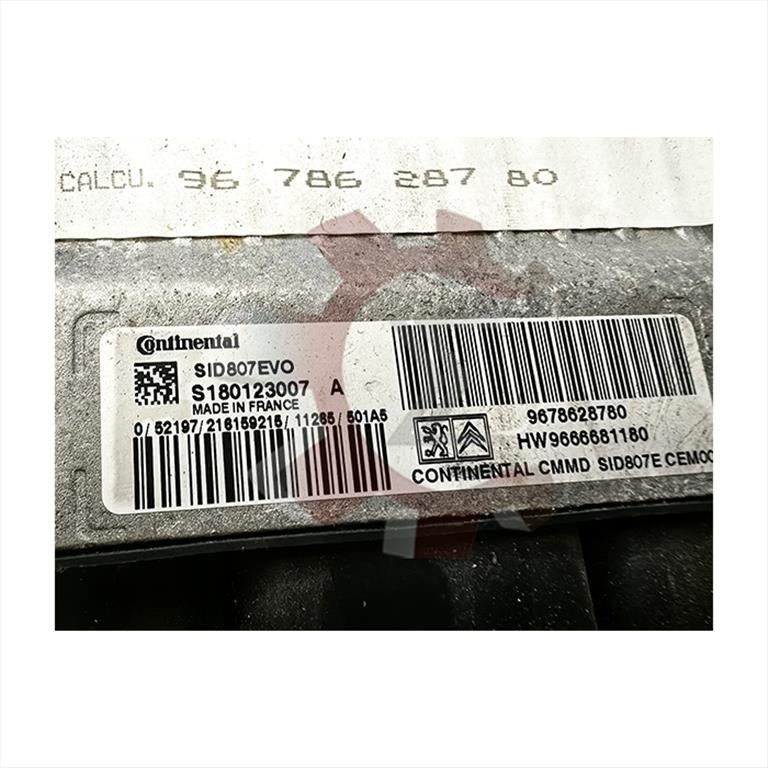 CALCU. 96 786 287 80
Continental
SID807EVO
S180123007 A
MADE IN FRANCE
0/52197/216159215/11265/501A5
9678628780
HW9666681180
CONTINENTAL CMMD SID807E CEM00